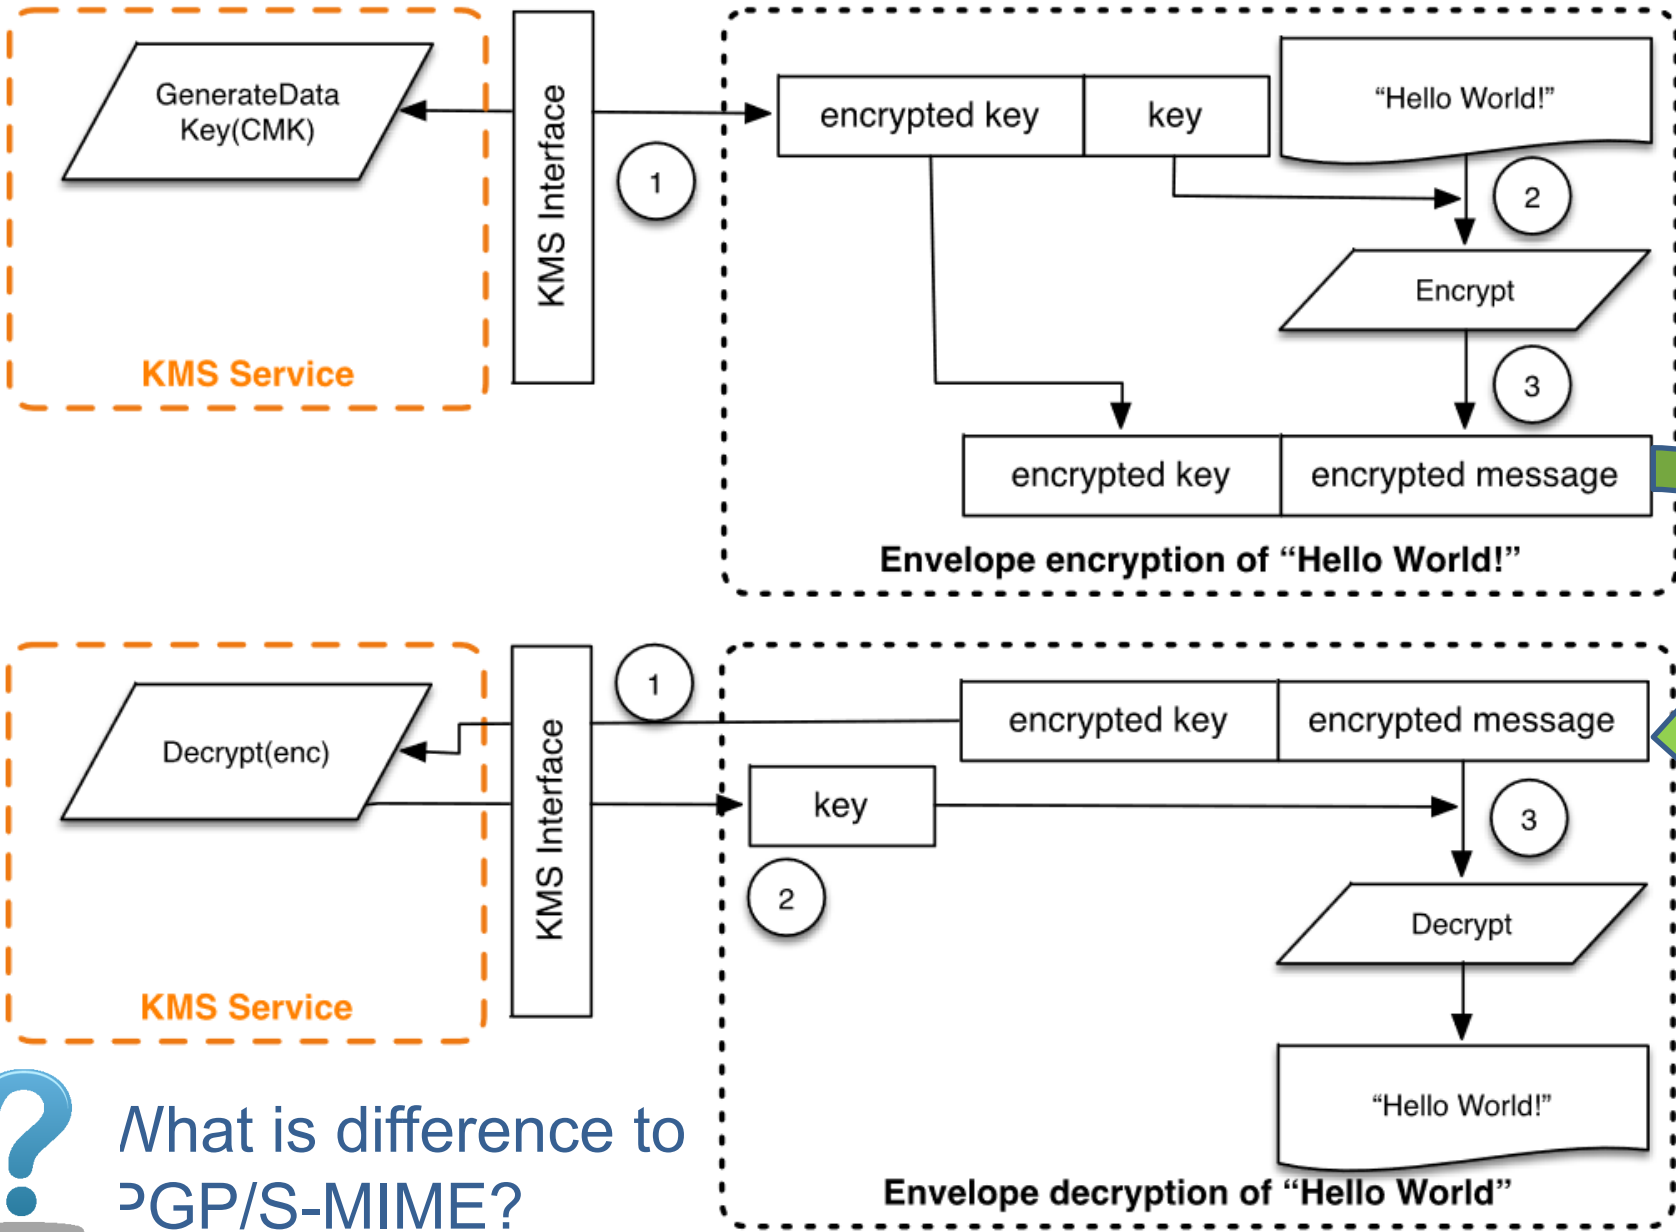 GenerateData
Key(CMK)
KMS Service
KMS Interface
1
encrypted key
key
“Hello World!”
2
Encrypt
3
encrypted key
encrypted message
Envelope encryption of “Hello World!”
Decrypt(enc)
KMS Service
KMS Interface
1
encrypted key
encrypted message
key
2
3
Decrypt
“Hello World!”
Envelope decryption of “Hello World”
?
What is difference to
PGP/S-MIME?